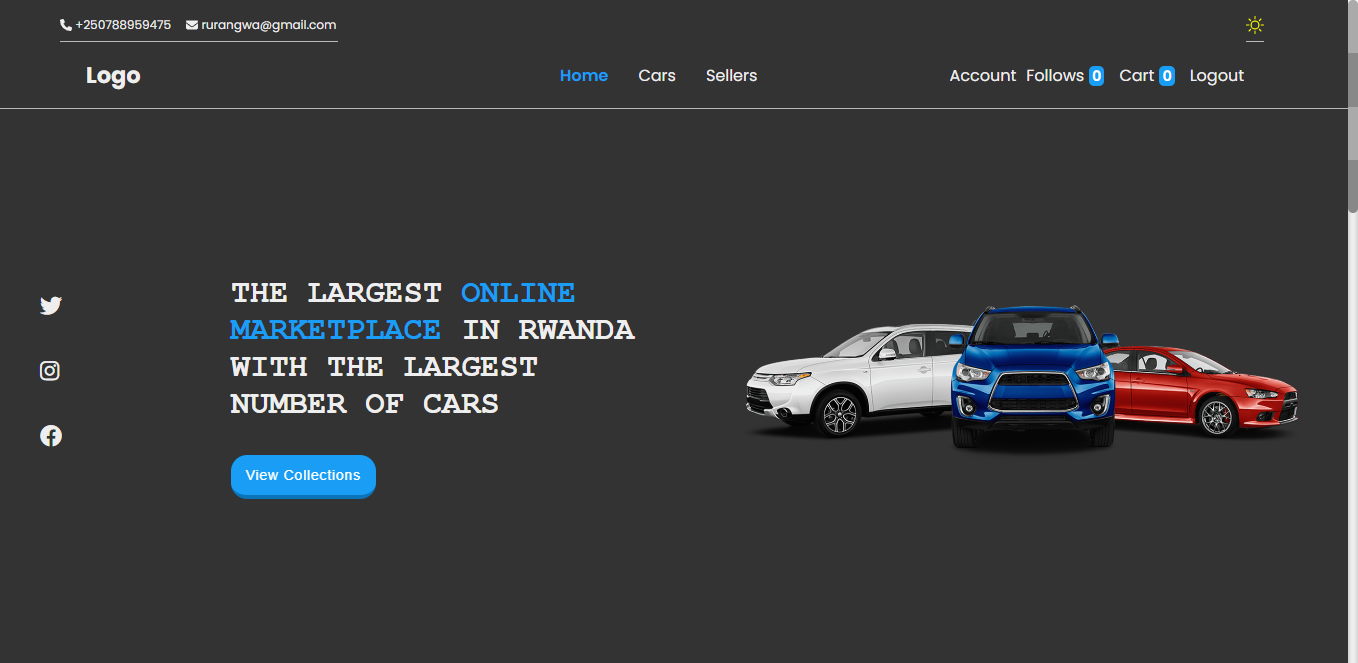 +250788959475 rurangwa@gmail.com
Logo Home Cars Sellers Account Follows 0 Cart 0 Logout
THE LARGEST ONLINE
MARKETPLACE IN RWANDA
WITH THE LARGEST
NUMBER OF CARS
View Collections